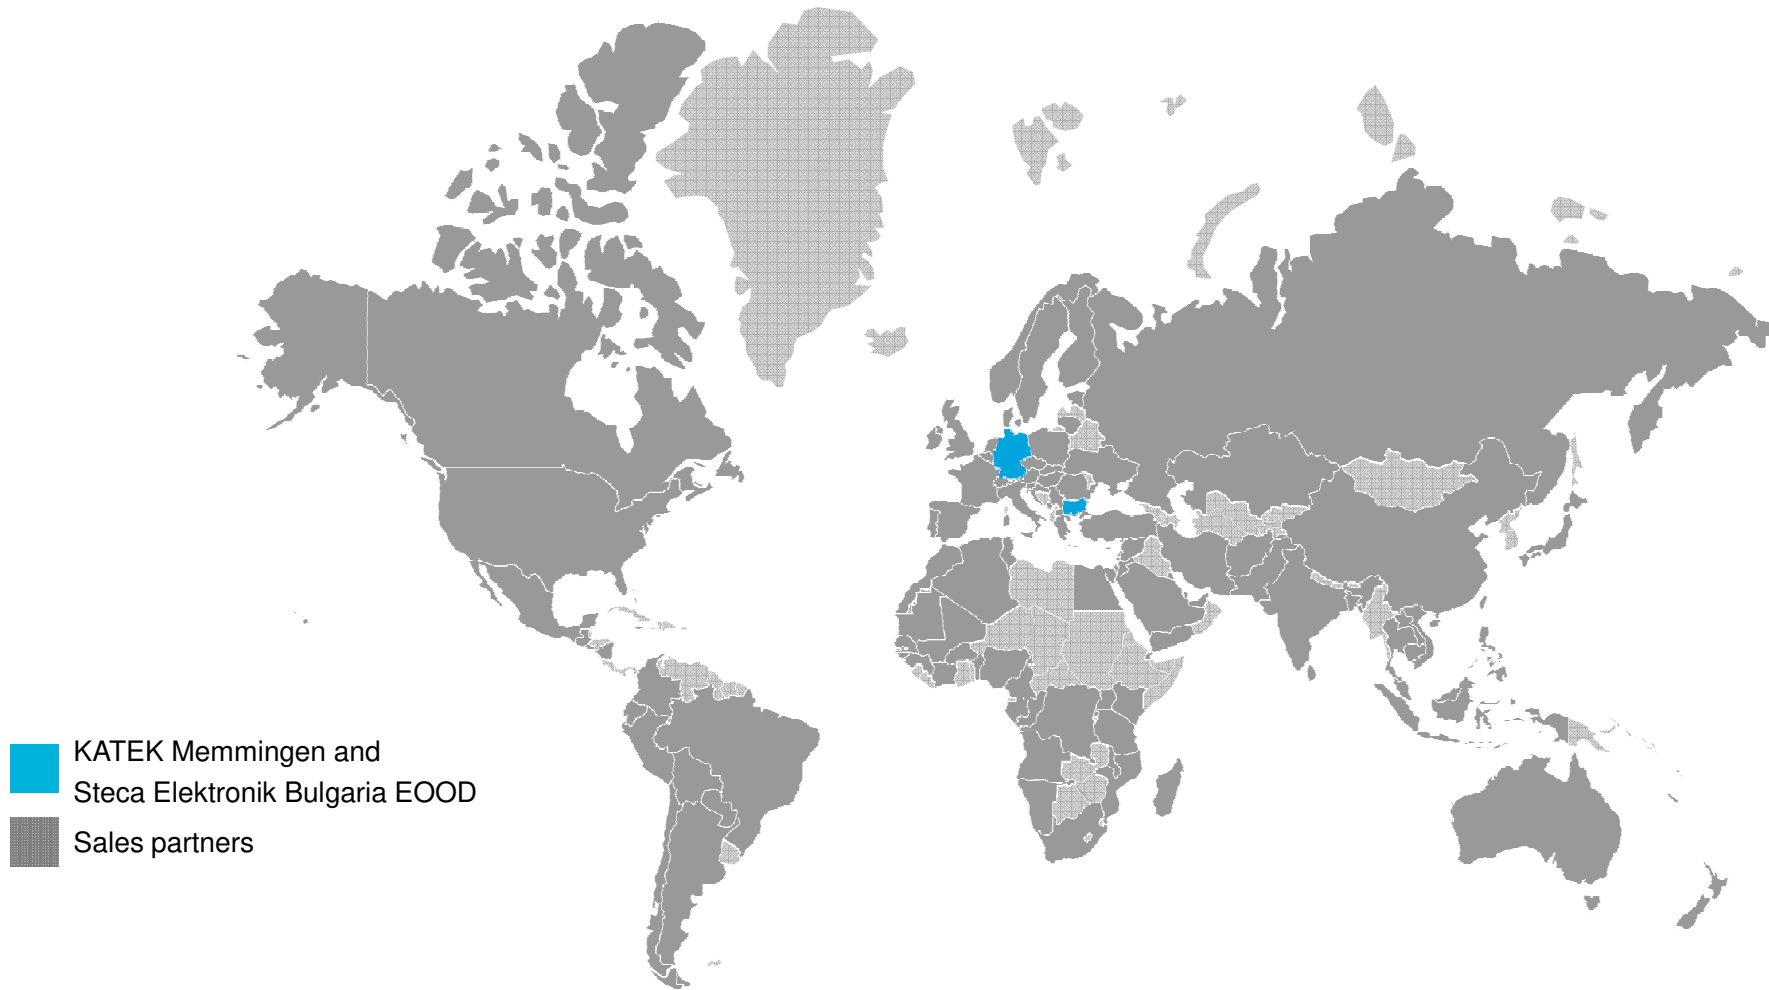 KATEK Memmingen and
Steca Elektronik Bulgaria EOOD
Sales partners